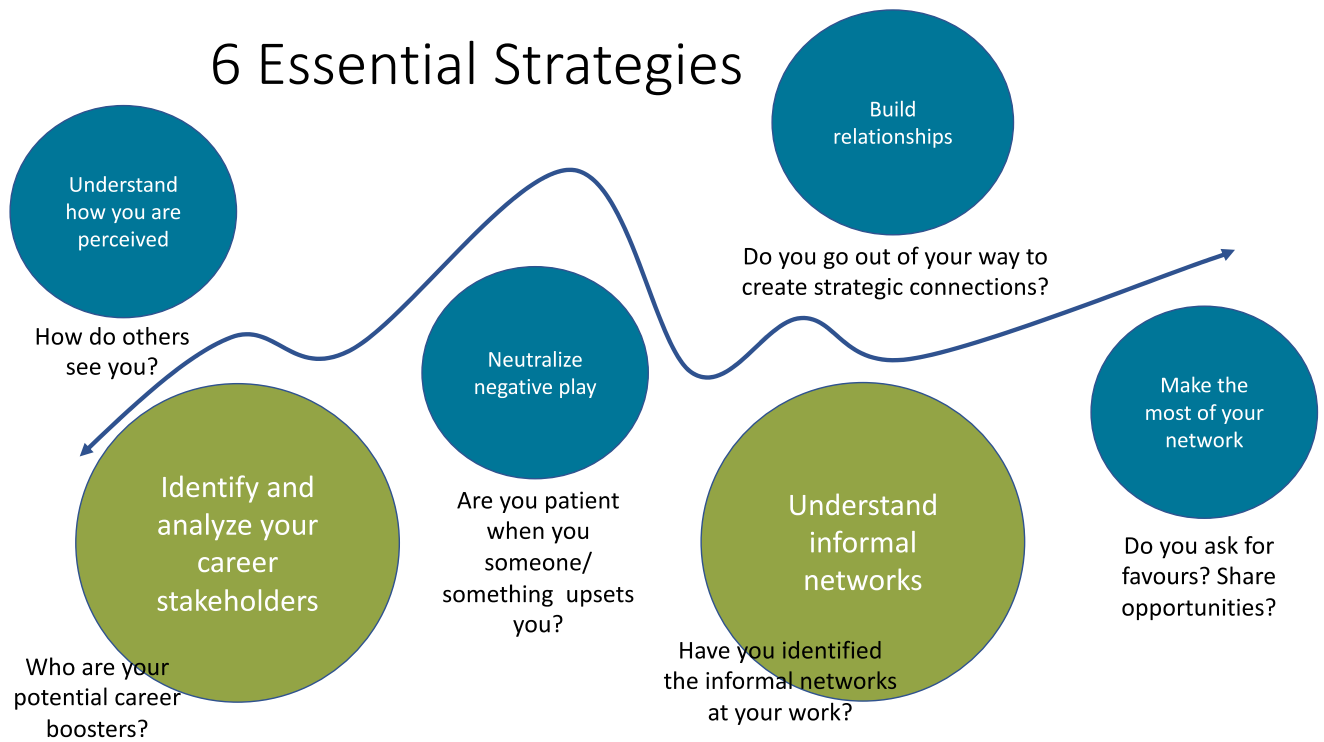 6 Essential Strategies
Understand
how you are
perceived
How do others
see you?
Identify and
analyze your
career
stakeholders
Who are your
potential career
boosters?
Neutralize
negative play
Are you patient
when you
someone/
something  upsets
you?
Build
relationships
Do you go out of your way to
create strategic connections?
Understand
informal
networks
Have you identified
the informal networks
at your work?
Make the
most of your
network
Do you ask for
favours? Share
opportunities?